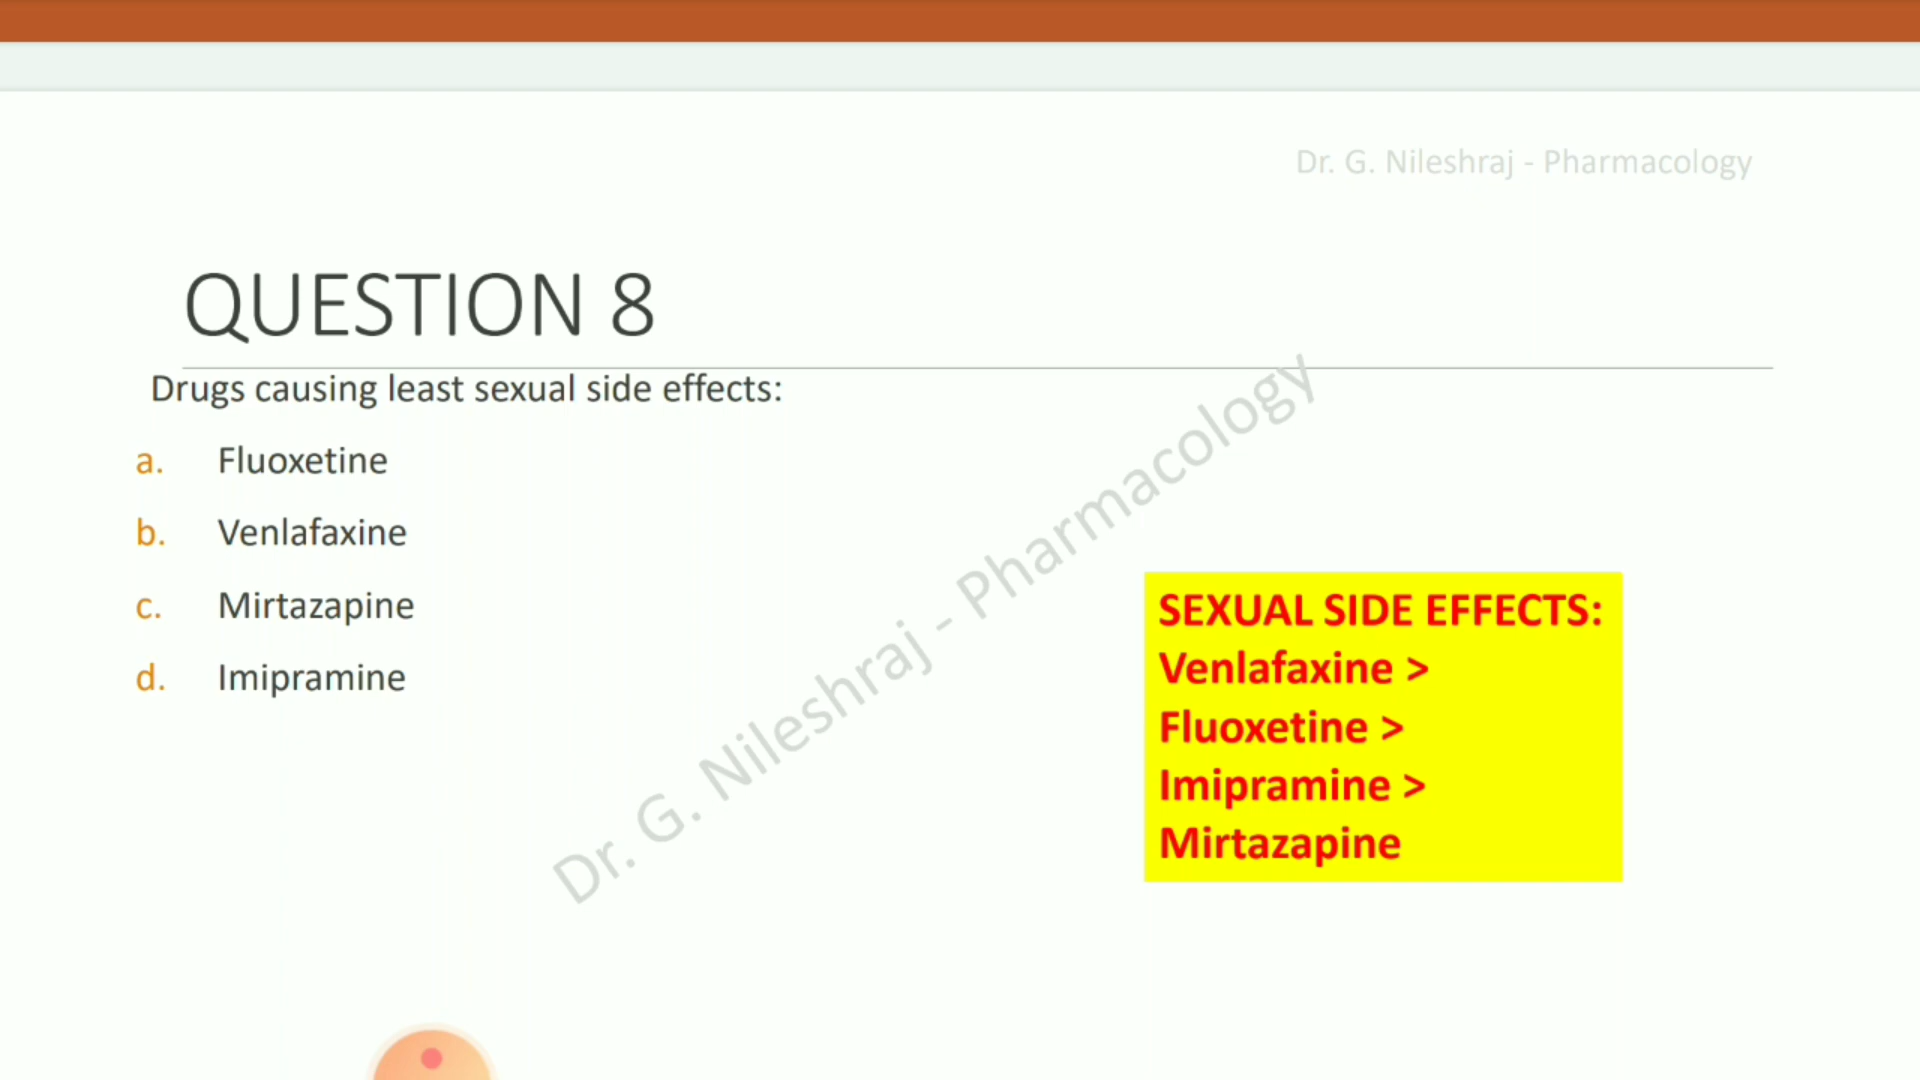 Dr. G. Nileshraj - Pharmacology
QUESTION 8
Drugs causing least sexual side effects:
a. Fluoxetine
b. Venlafaxine
c. Mirtazapine
d. Imipramine
Dr. G. Nileshraj - Pharmacology
SEXUAL SIDE EFFECTS:
Venlafaxine >
Fluoxetine >
Imipramine >
Mirtazapine